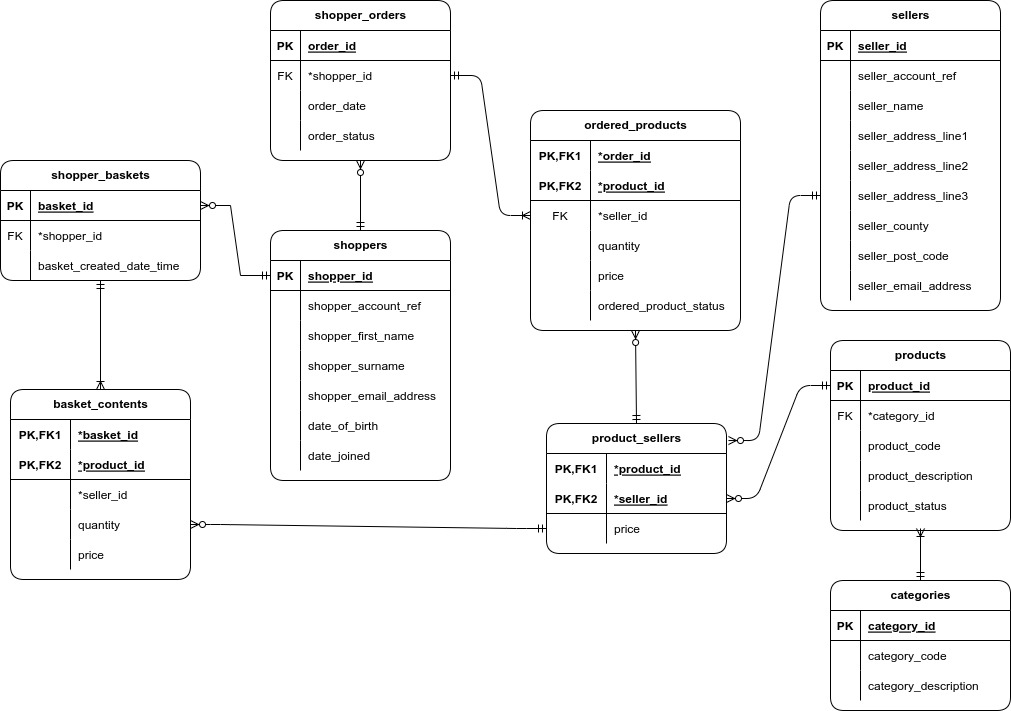 shopper_orders
PK order_id
FK *shopper_id
order_date
order_status
sellers
PK seller_id
seller_account_ref
seller_name
seller_address_line1
seller_address_line2
seller_address_line3
seller_county
seller_post_code
seller_email_address
ordered_products
PK,FK1 *order_id
PK,FK2 *product_id
FK *seller_id
quantity
price
ordered_product_status
shopper_baskets
PK basket_id
FK *shopper_id
basket_created_date_time
shoppers
PK shopper_id
shopper_account_ref
shopper_first_name
shopper_surname
shopper_email_address
date_of_birth
date_joined
products
PK product_id
FK *category_id
product_code
product_description
product_status
basket_contents
PK,FK1 *basket_id
PK,FK2 *product_id
*seller_id
quantity
price
product_sellers
PK,FK1 *product_id
PK,FK2 *seller_id
price
categories
PK category_id
category_code
category_description